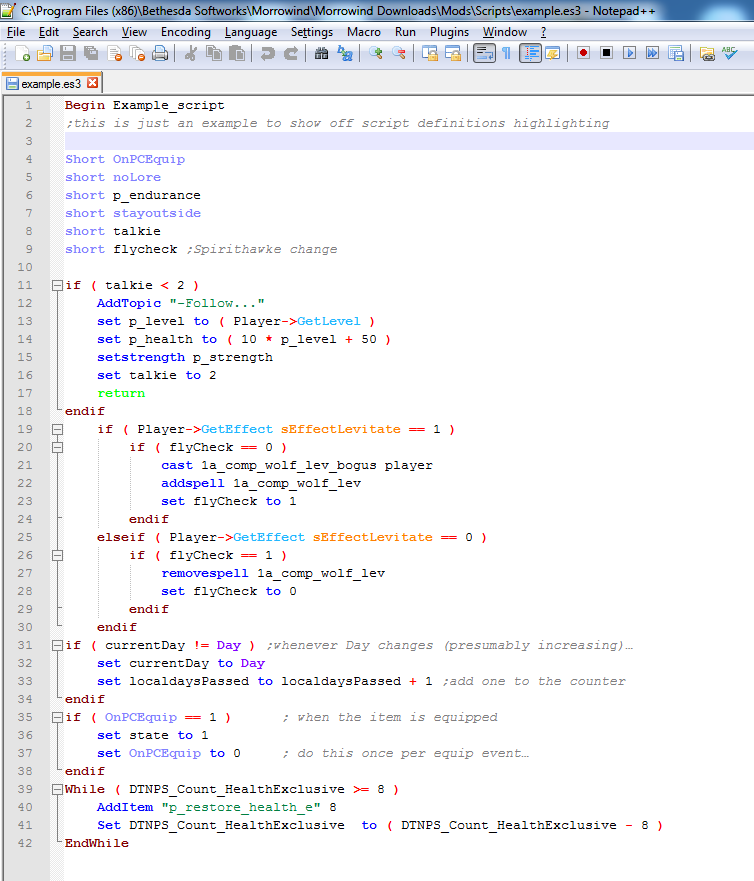 C:\Program Files (x86)\Bethesda Softworks\Morrowind\Morrowind Downloads\Mods\Scripts\example.es3 - Notepad++
File Edit Search View Encoding Language Settings Macro Run Plugins Window ?
ABC
example.es3
1 Begin Example_script
2 ;this is just an example to show off script definitions highlighting
3
4 Short OnPCEquip
5 short noLore
6 short p_endurance
7 short stayoutside
8 short talkie
9 short flycheck ;Spirithawke change
10
11 if ( talkie < 2 )
12 AddTopic "-Follow..."
13 set p_level to ( Player->GetLevel )
14 set p_health to ( 10 * p_level + 50 )
15 setstrength p_strength
16 set talkie to 2
17 return
18 endif
19 if ( Player->GetEffect sEffectLevitate == 1 )
20 if ( flyCheck == 0 )
21 cast 1a_comp_wolf_lev_bogus player
22 addspell 1a_comp_wolf_lev
23 set flyCheck to 1
24 endif
25 elseif ( Player->GetEffect sEffectLevitate == 0 )
26 if ( flyCheck == 1 )
27 removespell 1a_comp_wolf_lev
28 set flyCheck to 0
29 endif
30 endif
31 if ( currentDay != Day ) ;whenever Day changes (presumably increasing)…
32 set currentDay to Day
33 set localdaysPassed to localdaysPassed + 1 ;add one to the counter
34 endif
35 if ( OnPCEquip == 1 ) ; when the item is equipped
36 set state to 1
37 set OnPCEquip to 0 ; do this once per equip event…
38 endif
39 While ( DTNPS_Count_HealthExclusive >= 8 )
40 AddItem "p_restore_health_e" 8
41 Set DTNPS_Count_HealthExclusive to ( DTNPS_Count_HealthExclusive - 8 )
42 EndWhile